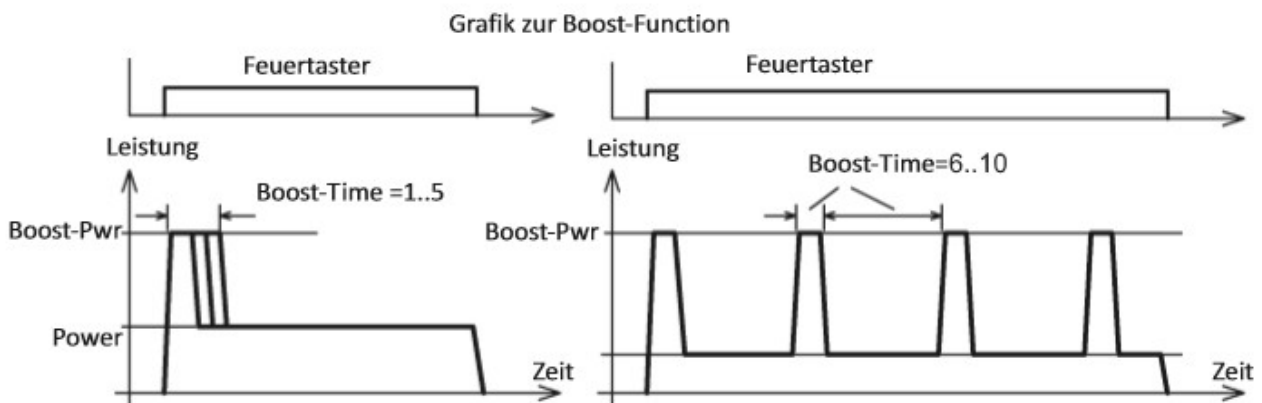 Grafik zur Boost-Function
Feuertaster
Leistung
Boost-Time =1..5
Boost-Pwr
Power
Zeit
Feuertaster
Leistung
Boost-Time=6..10
Boost-Pwr
Zeit